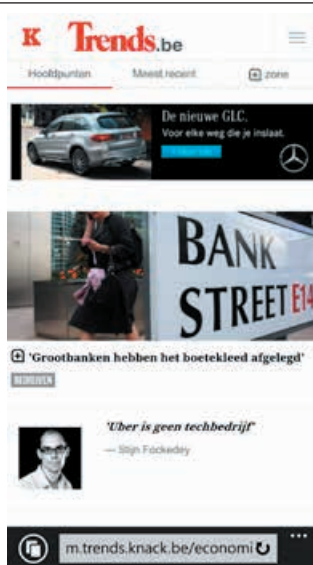 K Trends.be
Hoofdpunten Meest recent + zone
De nieuwe GLC.
Voor elke weg die je inslaat.
BANK
STREET E14
+ 'Grootbanken hebben het boetekleed afgelegd'
BEDRIJVEN
'Uber is geen techbedrijf'
— Stijn Fockedey
m.trends.knack.be/economi